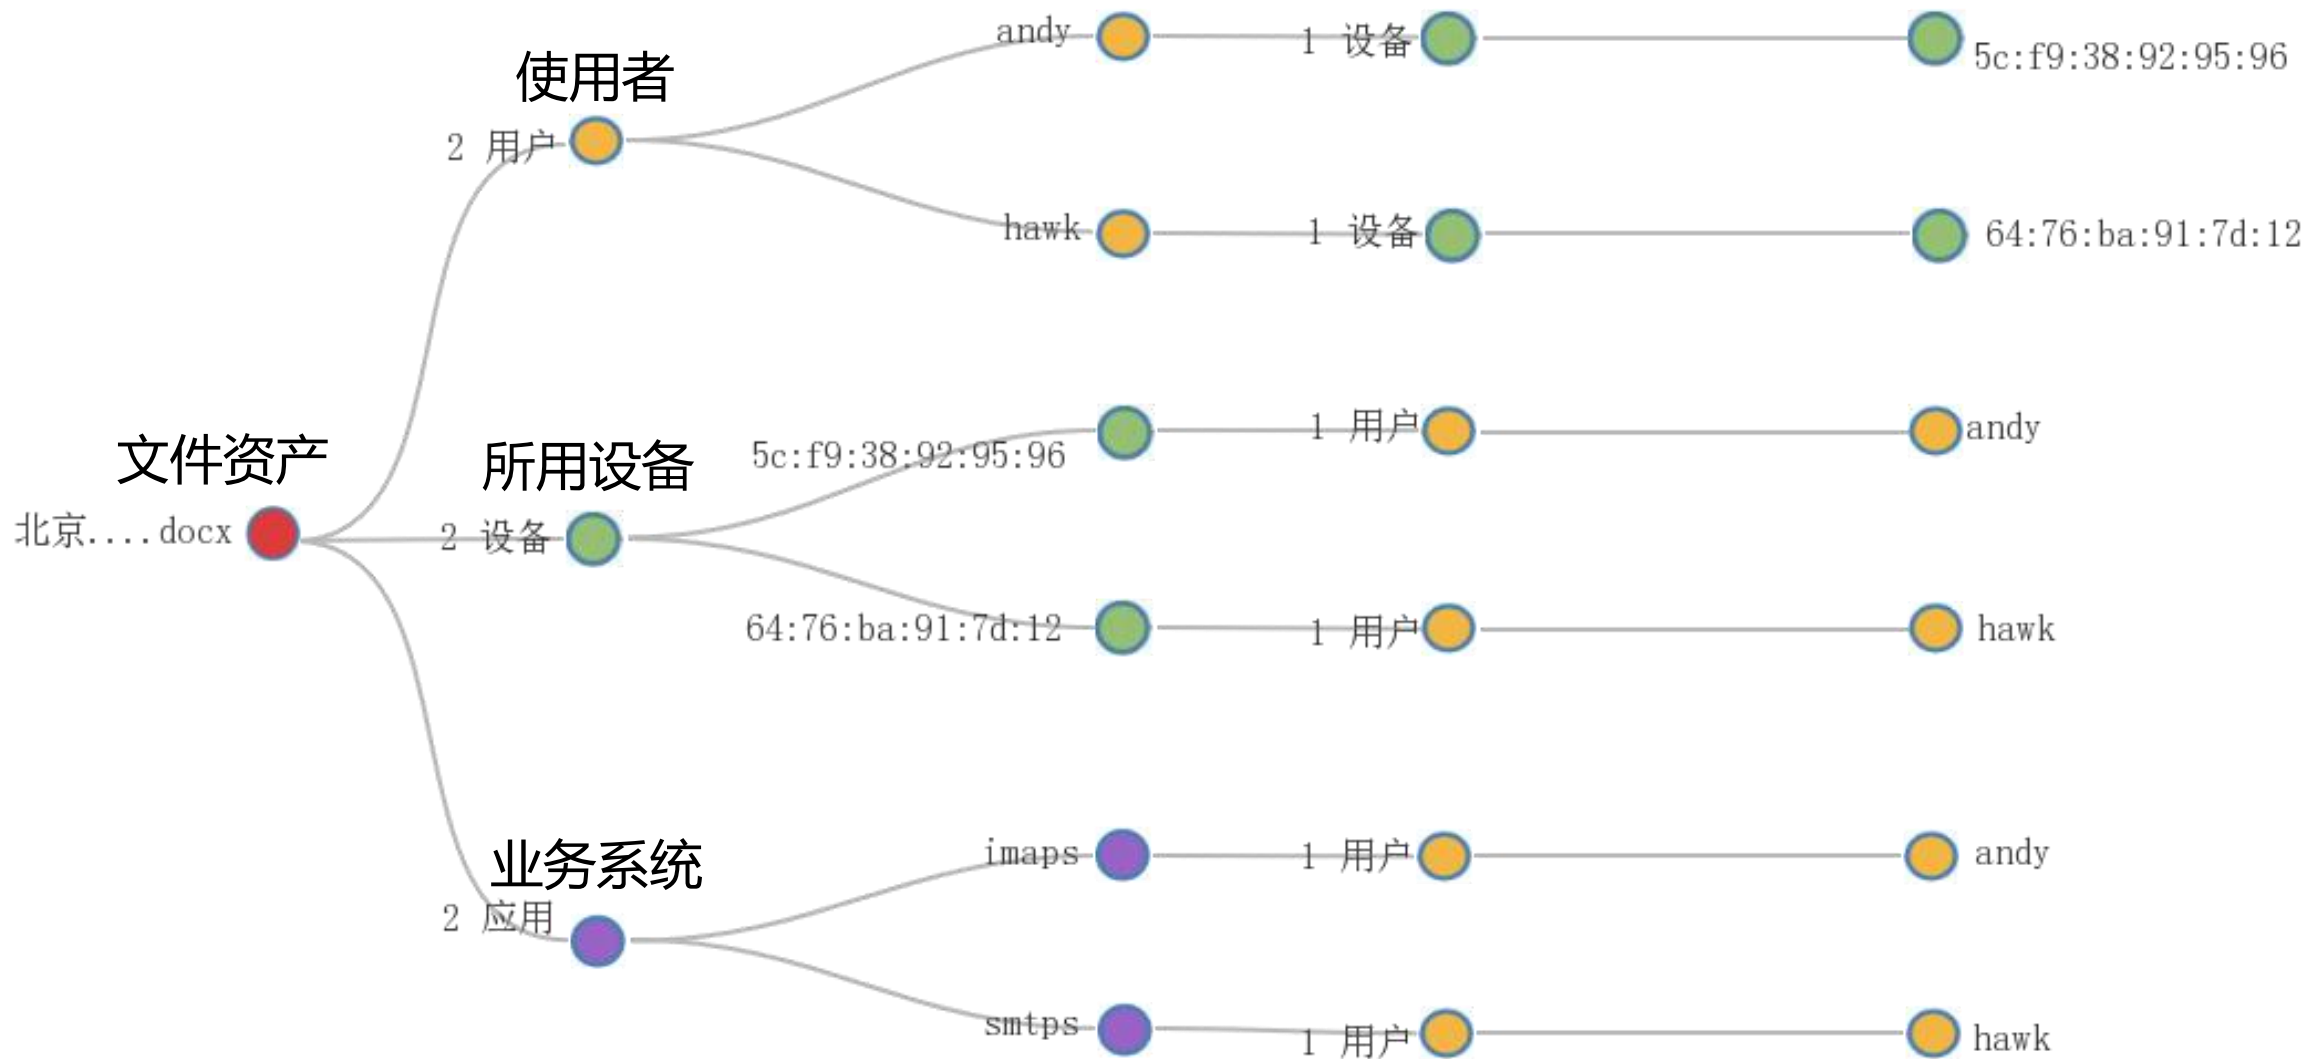 文件资产
北京....docx
使用者
2 用户
andy
1 设备
5c:f9:38:92:95:96
hawk
1 设备
64:76:ba:91:7d:12
所用设备
2 设备
5c:f9:38:92:95:96
1 用户
andy
64:76:ba:91:7d:12
1 用户
hawk
业务系统
2 应用
imaps
1 用户
andy
smtps
1 用户
hawk